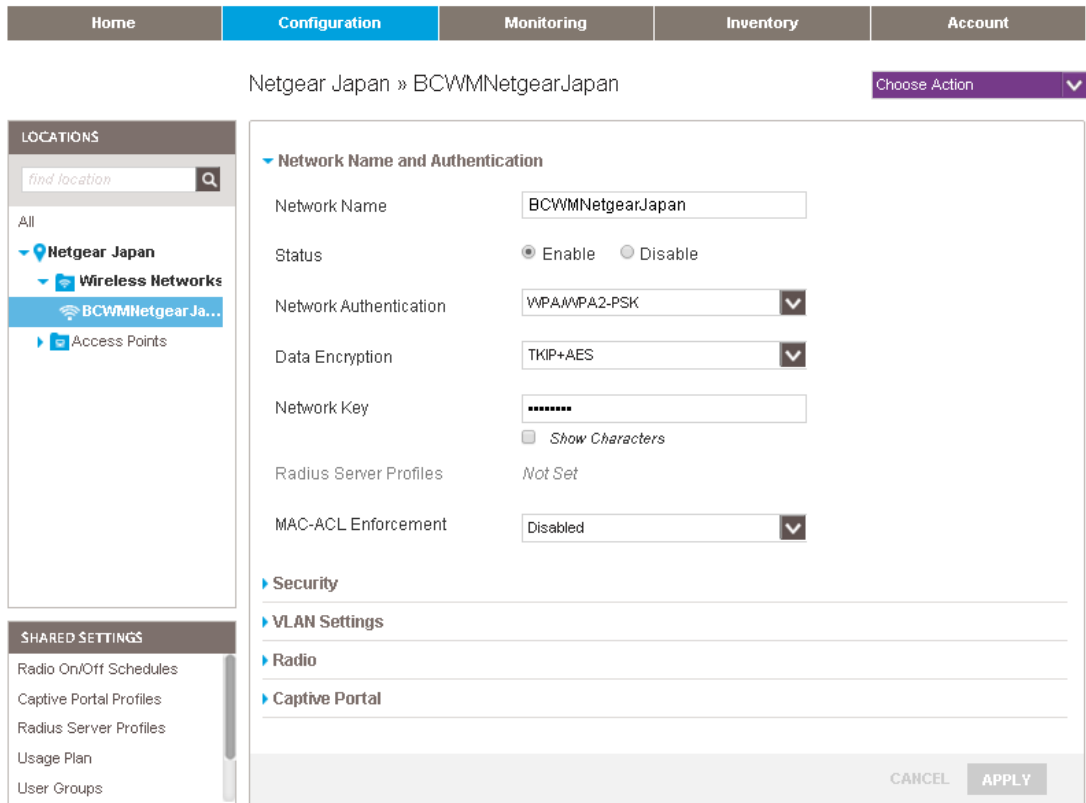 Home Configuration Monitoring Inventory Account
Netgear Japan » BCWMNetgearJapan
Choose Action
LOCATIONS
find location
All
Netgear Japan
Wireless Networks
BCWMNetgearJa...
Access Points
SHARED SETTINGS
Radio On/Off Schedules
Captive Portal Profiles
Radius Server Profiles
Usage Plan
User Groups
Network Name and Authentication
Network Name BCWMNetgearJapan
Status Enable Disable
Network Authentication WPA/WPA2-PSK
Data Encryption TKIP+AES
Network Key ••••••••
Show Characters
Radius Server Profiles Not Set
MAC-ACL Enforcement Disabled
Security
VLAN Settings
Radio
Captive Portal
CANCEL APPLY